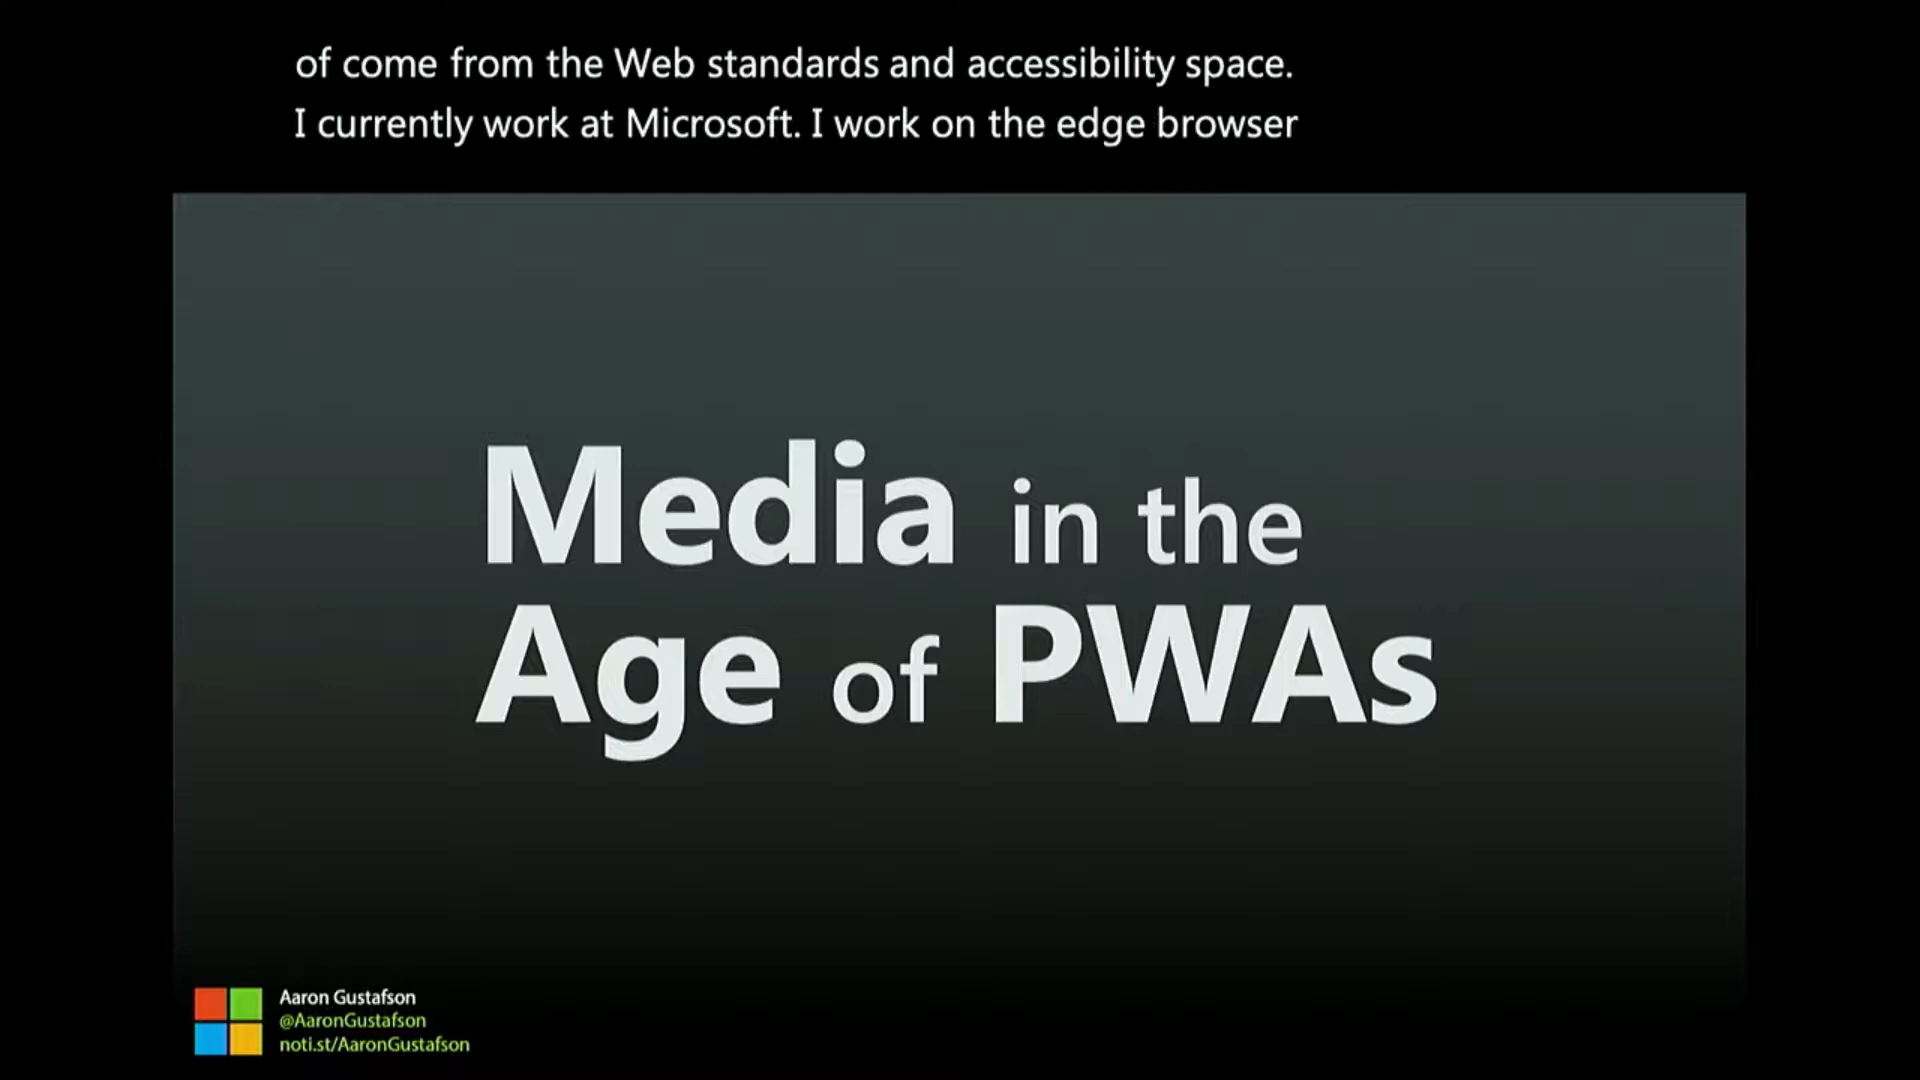 of come from the Web standards and accessibility space.
I currently work at Microsoft. I work on the edge browser
Media in the
Age of PWAs
Aaron Gustafson
@AaronGustafson
noti.st/AaronGustafson